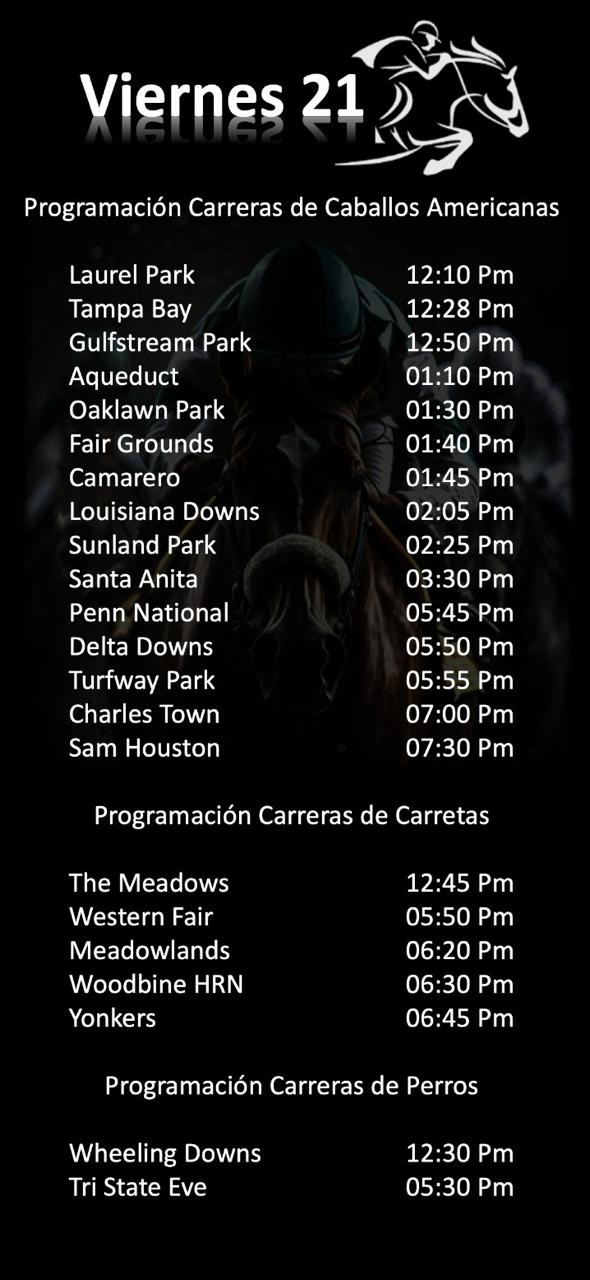 Viernes 21
Programación Carreras de Caballos Americanas
Laurel Park 12:10 Pm
Tampa Bay 12:28 Pm
Gulfstream Park 12:50 Pm
Aqueduct 01:10 Pm
Oaklawn Park 01:30 Pm
Fair Grounds 01:40 Pm
Camarero 01:45 Pm
Louisiana Downs 02:05 Pm
Sunland Park 02:25 Pm
Santa Anita 03:30 Pm
Penn National 05:45 Pm
Delta Downs 05:50 Pm
Turfway Park 05:55 Pm
Charles Town 07:00 Pm
Sam Houston 07:30 Pm
Programación Carreras de Carretas
The Meadows 12:45 Pm
Western Fair 05:50 Pm
Meadowlands 06:20 Pm
Woodbine HRN 06:30 Pm
Yonkers 06:45 Pm
Programación Carreras de Perros
Wheeling Downs 12:30 Pm
Tri State Eve 05:30 Pm